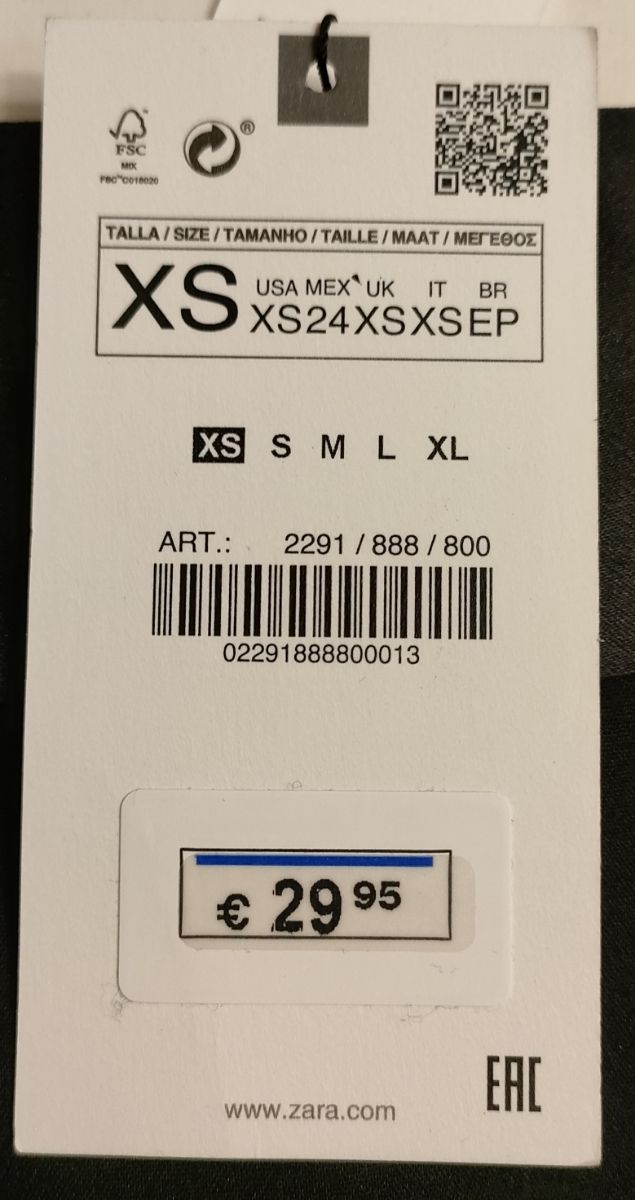 FSC
MIX
FSC™ C018020
®
TALLA / SIZE / TAMANHO / TAILLE / MAAT / ΜΕΓΕΘΟΣ
XS
USA MEX UK IT BR
XS 24 XS XS EP
XS S M L XL
ART.: 2291 / 888 / 800
02291888800013
€ 29 95
www.zara.com
EAC